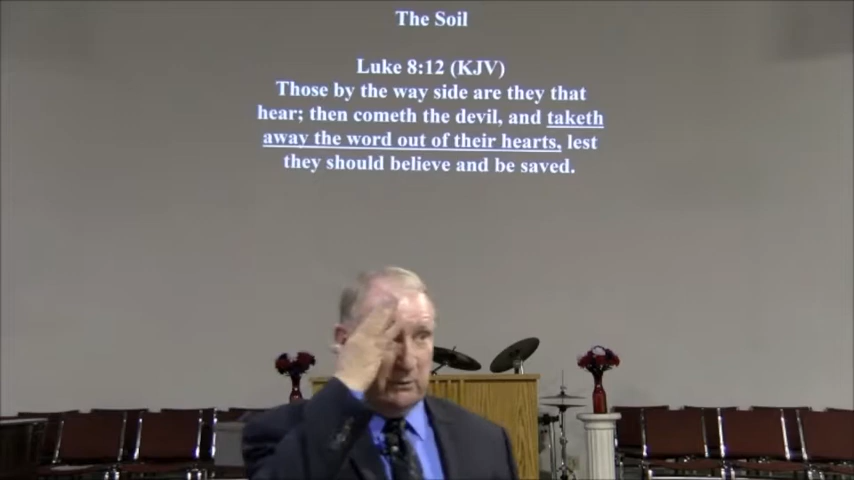 The Soil
Luke 8:12 (KJV)
Those by the way side are they that
hear; then cometh the devil, and taketh
away the word out of their hearts, lest
they should believe and be saved.